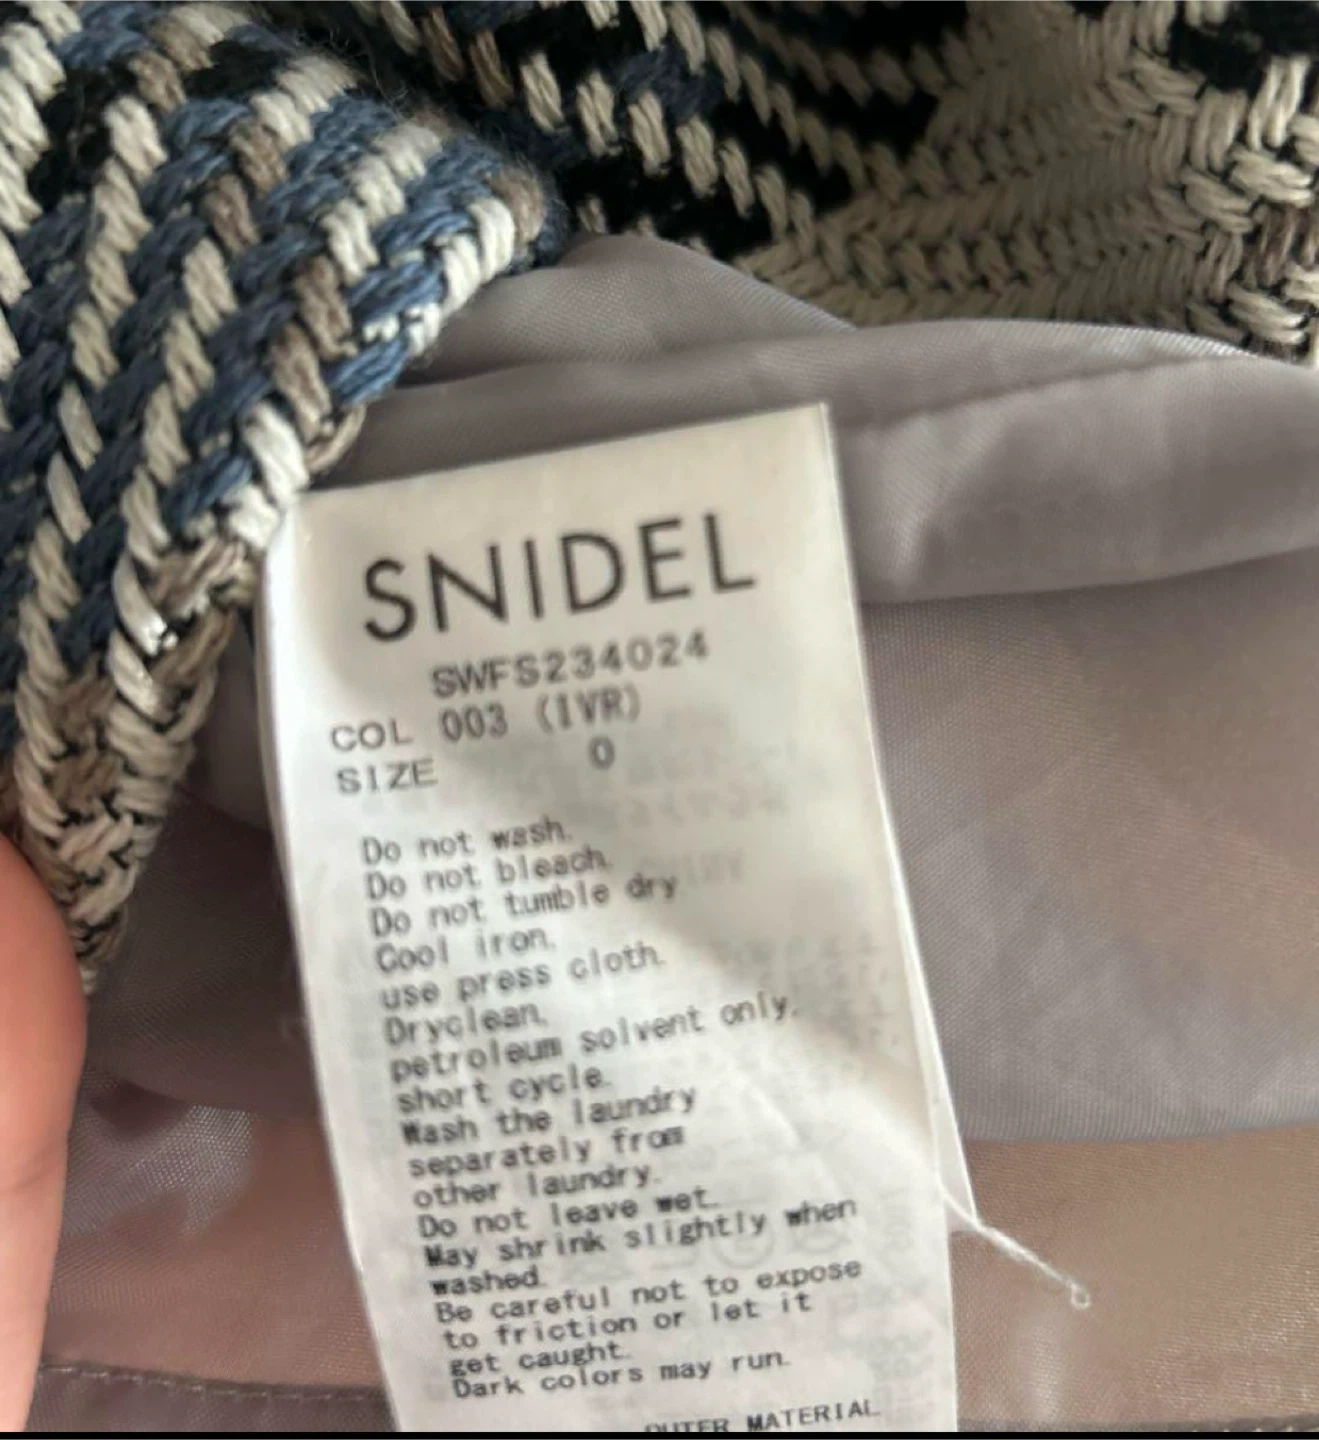 SNIDEL
SWFS234024
COL 003 (IVR)
SIZE 0
Do not wash.
Do not bleach.
Do not tumble dry
Cool iron.
use press cloth.
Dryclean,
petroleum solvent only.
short cycle.
Wash the laundry
separately from
other laundry.
Do not leave wet.
May shrink slightly when
washed.
Be careful not to expose
to friction or let it
get caught.
Dark colors may run.
OUTER MATERIAL